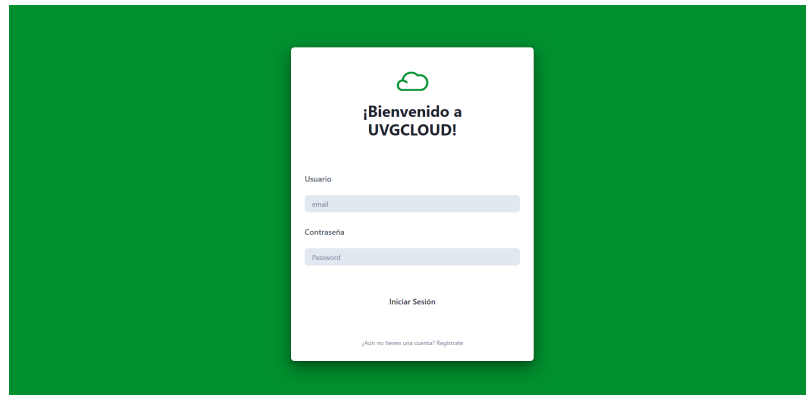 ¡Bienvenido a
UVGCLOUD!
Usuario
email
Contraseña
Password
Iniciar Sesión
¿Aún no tienes una cuenta? Regístrate